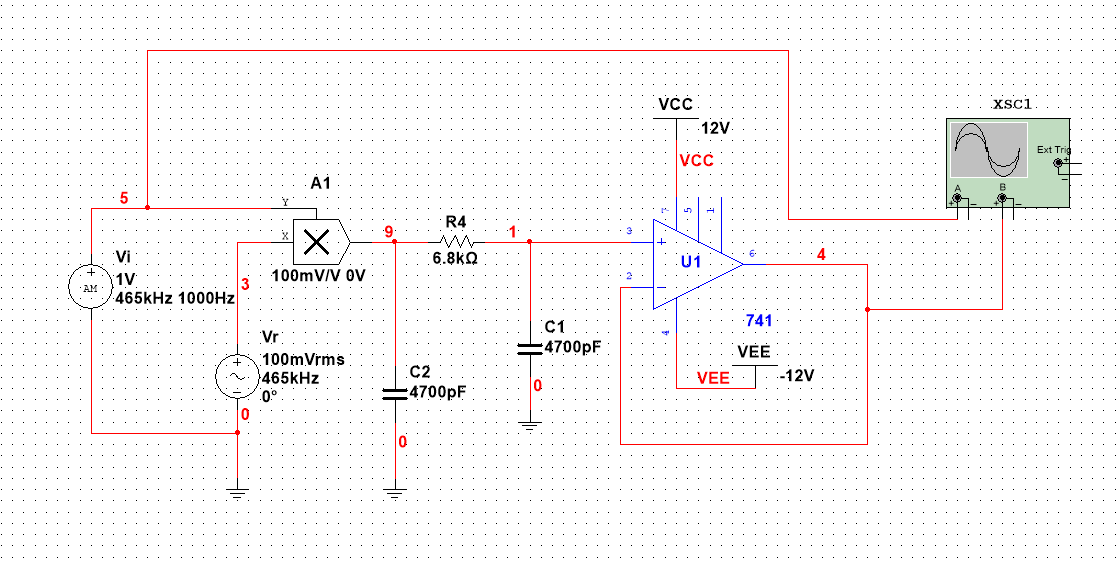 XSC1
VCC
12V
Ext Trig
+
−
VCC
A
B
+ − + −
A1
5
Y
7
5
1
X
9
R4
1
3
+
6.8kΩ
Vi
1V
465kHz 1000Hz
AM
+
100mV/V 0V
3
2
−
U1
6
4
741
4
Vr
100mVrms
465kHz
0°
+
−
0
C1
4700pF
0
C2
4700pF
0
VEE
-12V
VEE